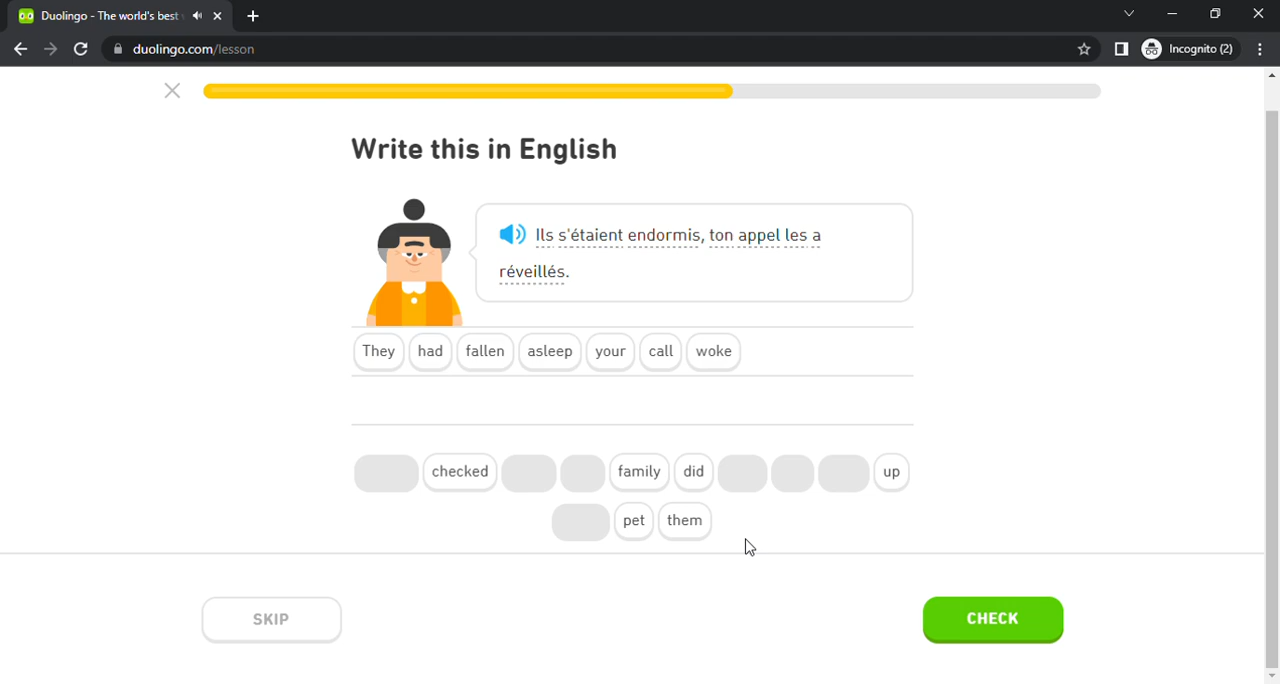 Duolingo - The world's best
duolingo.com/lesson
Incognito (2)
Write this in English
Ils s'étaient endormis, ton appel les a
réveillés.
They had fallen asleep your call woke
checked family did up
pet them
SKIP
CHECK